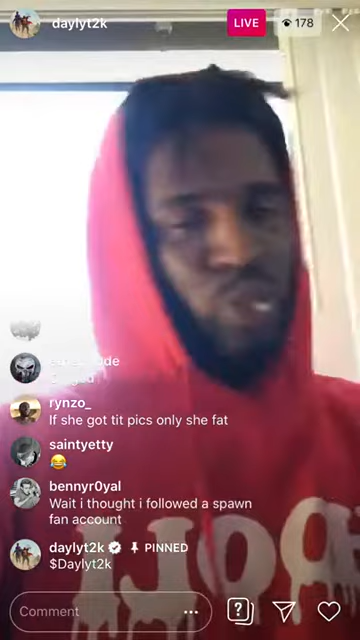 daylyt2k
LIVE
178
rynzo_
If she got tit pics only she fat
saintyetty
😂
bennyr0yal
Wait i thought i followed a spawn
fan account
daylyt2k PINNED
$Daylyt2k
Comment